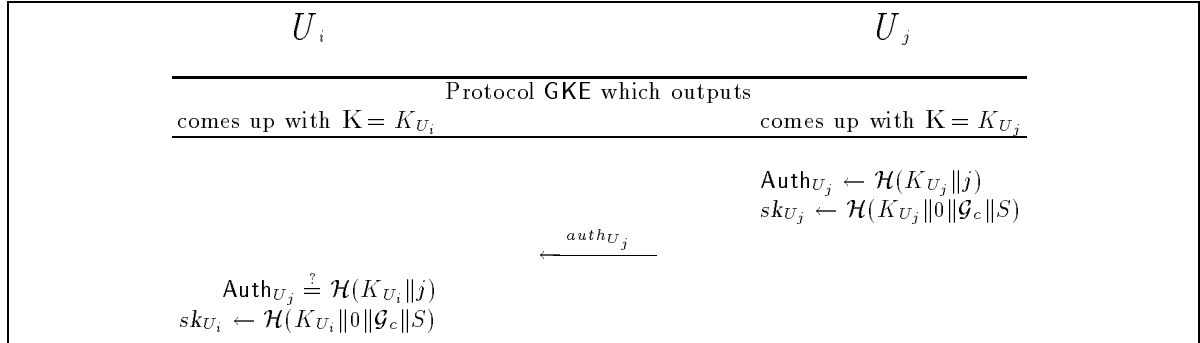 U_i U_j
Protocol GKE which outputs
comes up with K = K_{U_i} comes up with K = K_{U_j}
Auth_{U_j} ← H(K_{U_j}‖j)
sk_{U_j} ← H(K_{U_j}‖0‖G_c‖S)
auth_{U_j}
←
Auth_{U_j} ≟ H(K_{U_i}‖j)
sk_{U_i} ← H(K_{U_i}‖0‖G_c‖S)